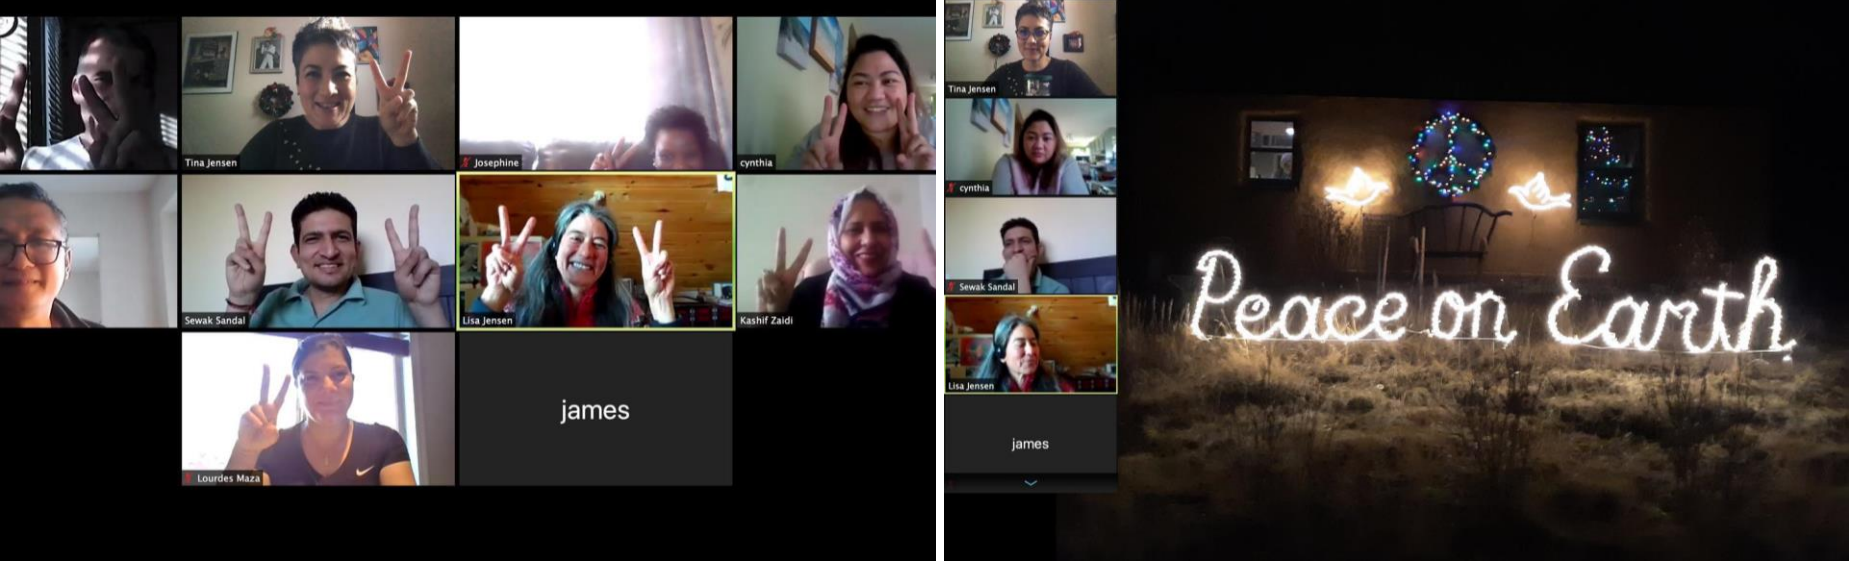 Tina Jensen
Josephine
cynthia
Sewak Sandal
Lisa Jensen
Kashif Zaidi
Lourdes Maza
james
Tina Jensen
cynthia
Sewak Sandal
Lisa Jensen
james
Peace on Earth